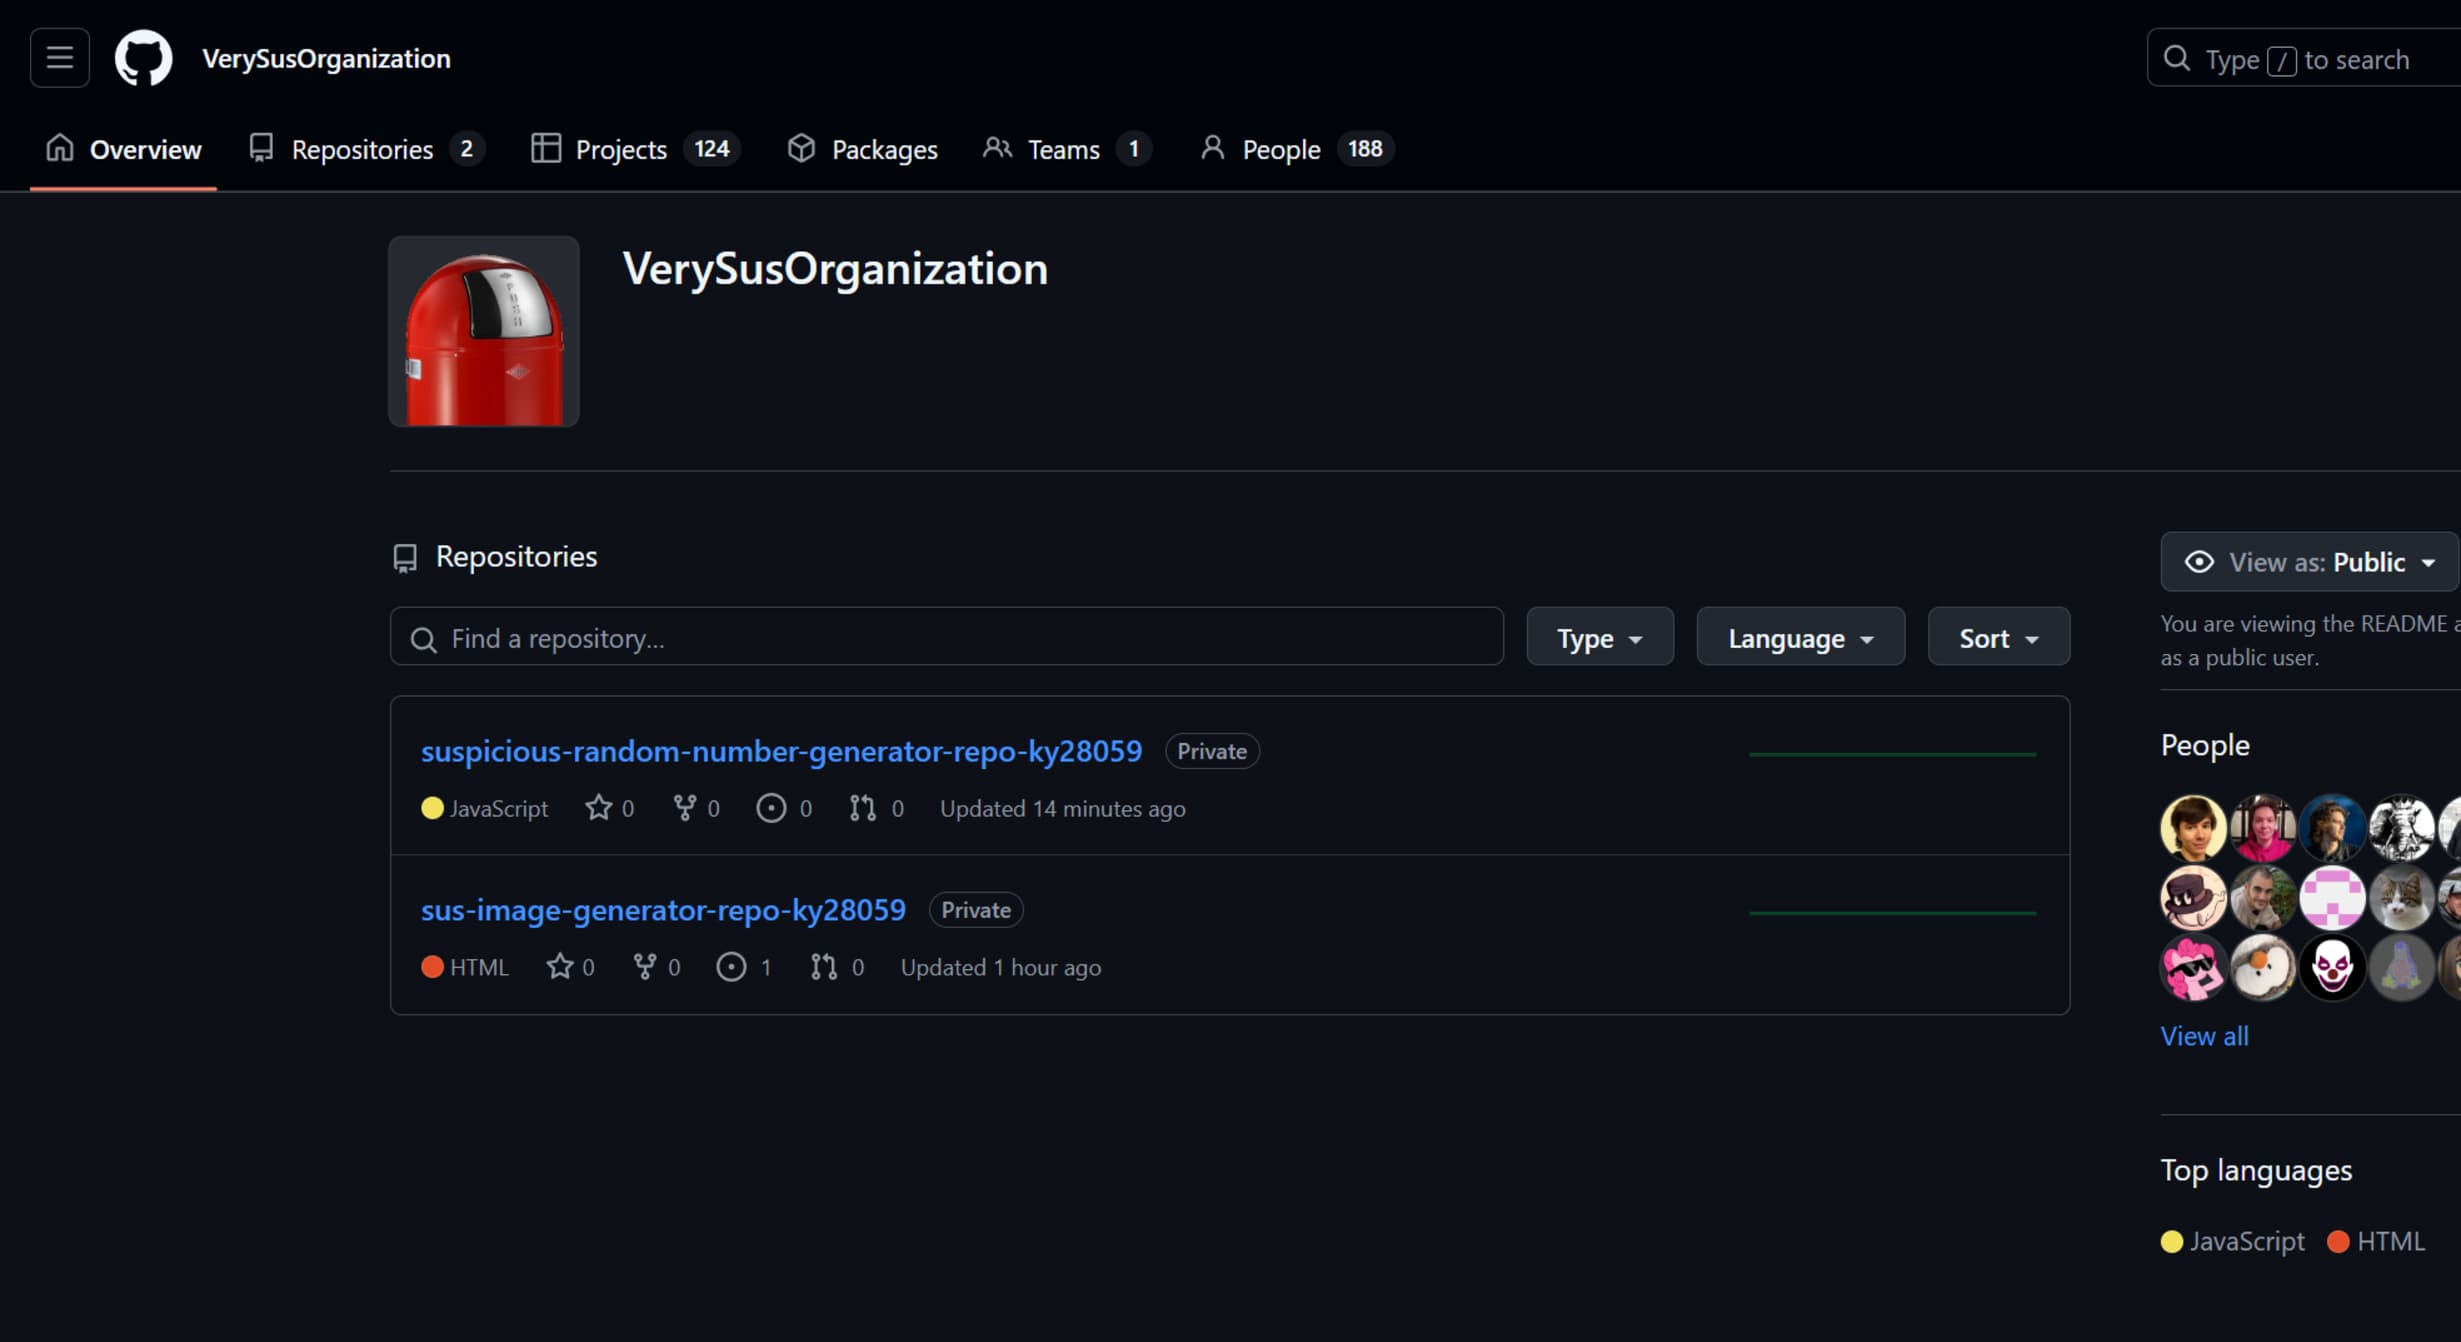 VerySusOrganization
Type / to search
Overview Repositories 2 Projects 124 Packages Teams 1 People 188
VerySusOrganization
PUSH
Repositories
View as: Public
Find a repository...
Type Language Sort
You are viewing the README a
as a public user.
suspicious-random-number-generator-repo-ky28059 Private
JavaScript 0 0 0 0 Updated 14 minutes ago
People
sus-image-generator-repo-ky28059 Private
HTML 0 0 1 0 Updated 1 hour ago
View all
Top languages
JavaScript HTML